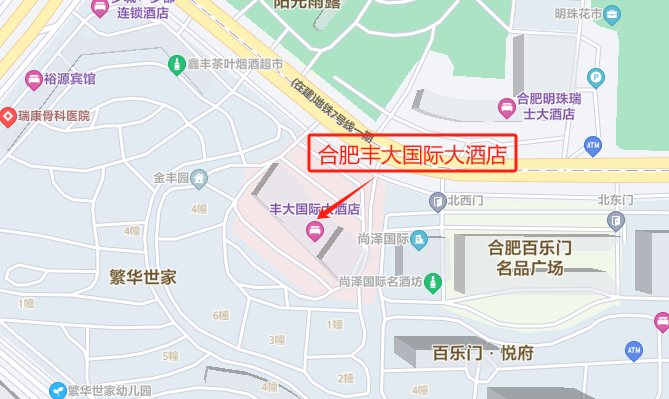 连锁酒店
阳光雨露
明珠花市
鑫丰茶叶烟酒超市
裕源宾馆
(在建)地铁7号线一期
合肥明珠瑞
士大酒店
瑞康骨科医院
ATM
合肥丰大国际大酒店
金丰园
北西门
北东门
丰大国际大酒店
4幢
4幢
尚泽国际
合肥百乐门
名品广场
繁华世家
尚泽国际名酒坊
1幢
6幢
1幢
3幢
3幢
5幢
百乐门·悦府
ATM
2幢
4幢
繁华世家幼儿园